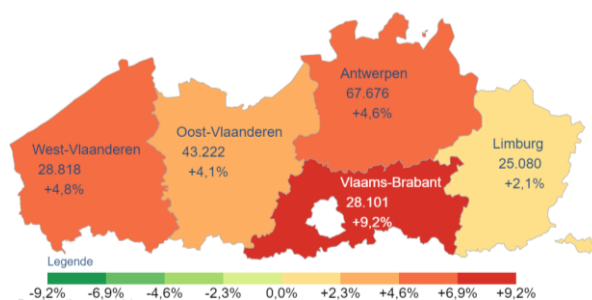 Antwerpen
67.676
+4,6%
Oost-Vlaanderen
43.222
+4,1%
West-Vlaanderen
28.818
+4,8%
Limburg
25.080
+2,1%
Vlaams-Brabant
28.101
+9,2%
Legende
-9,2% -6,9% -4,6% -2,3% 0,0% +2,3% +4,6% +6,9% +9,2%